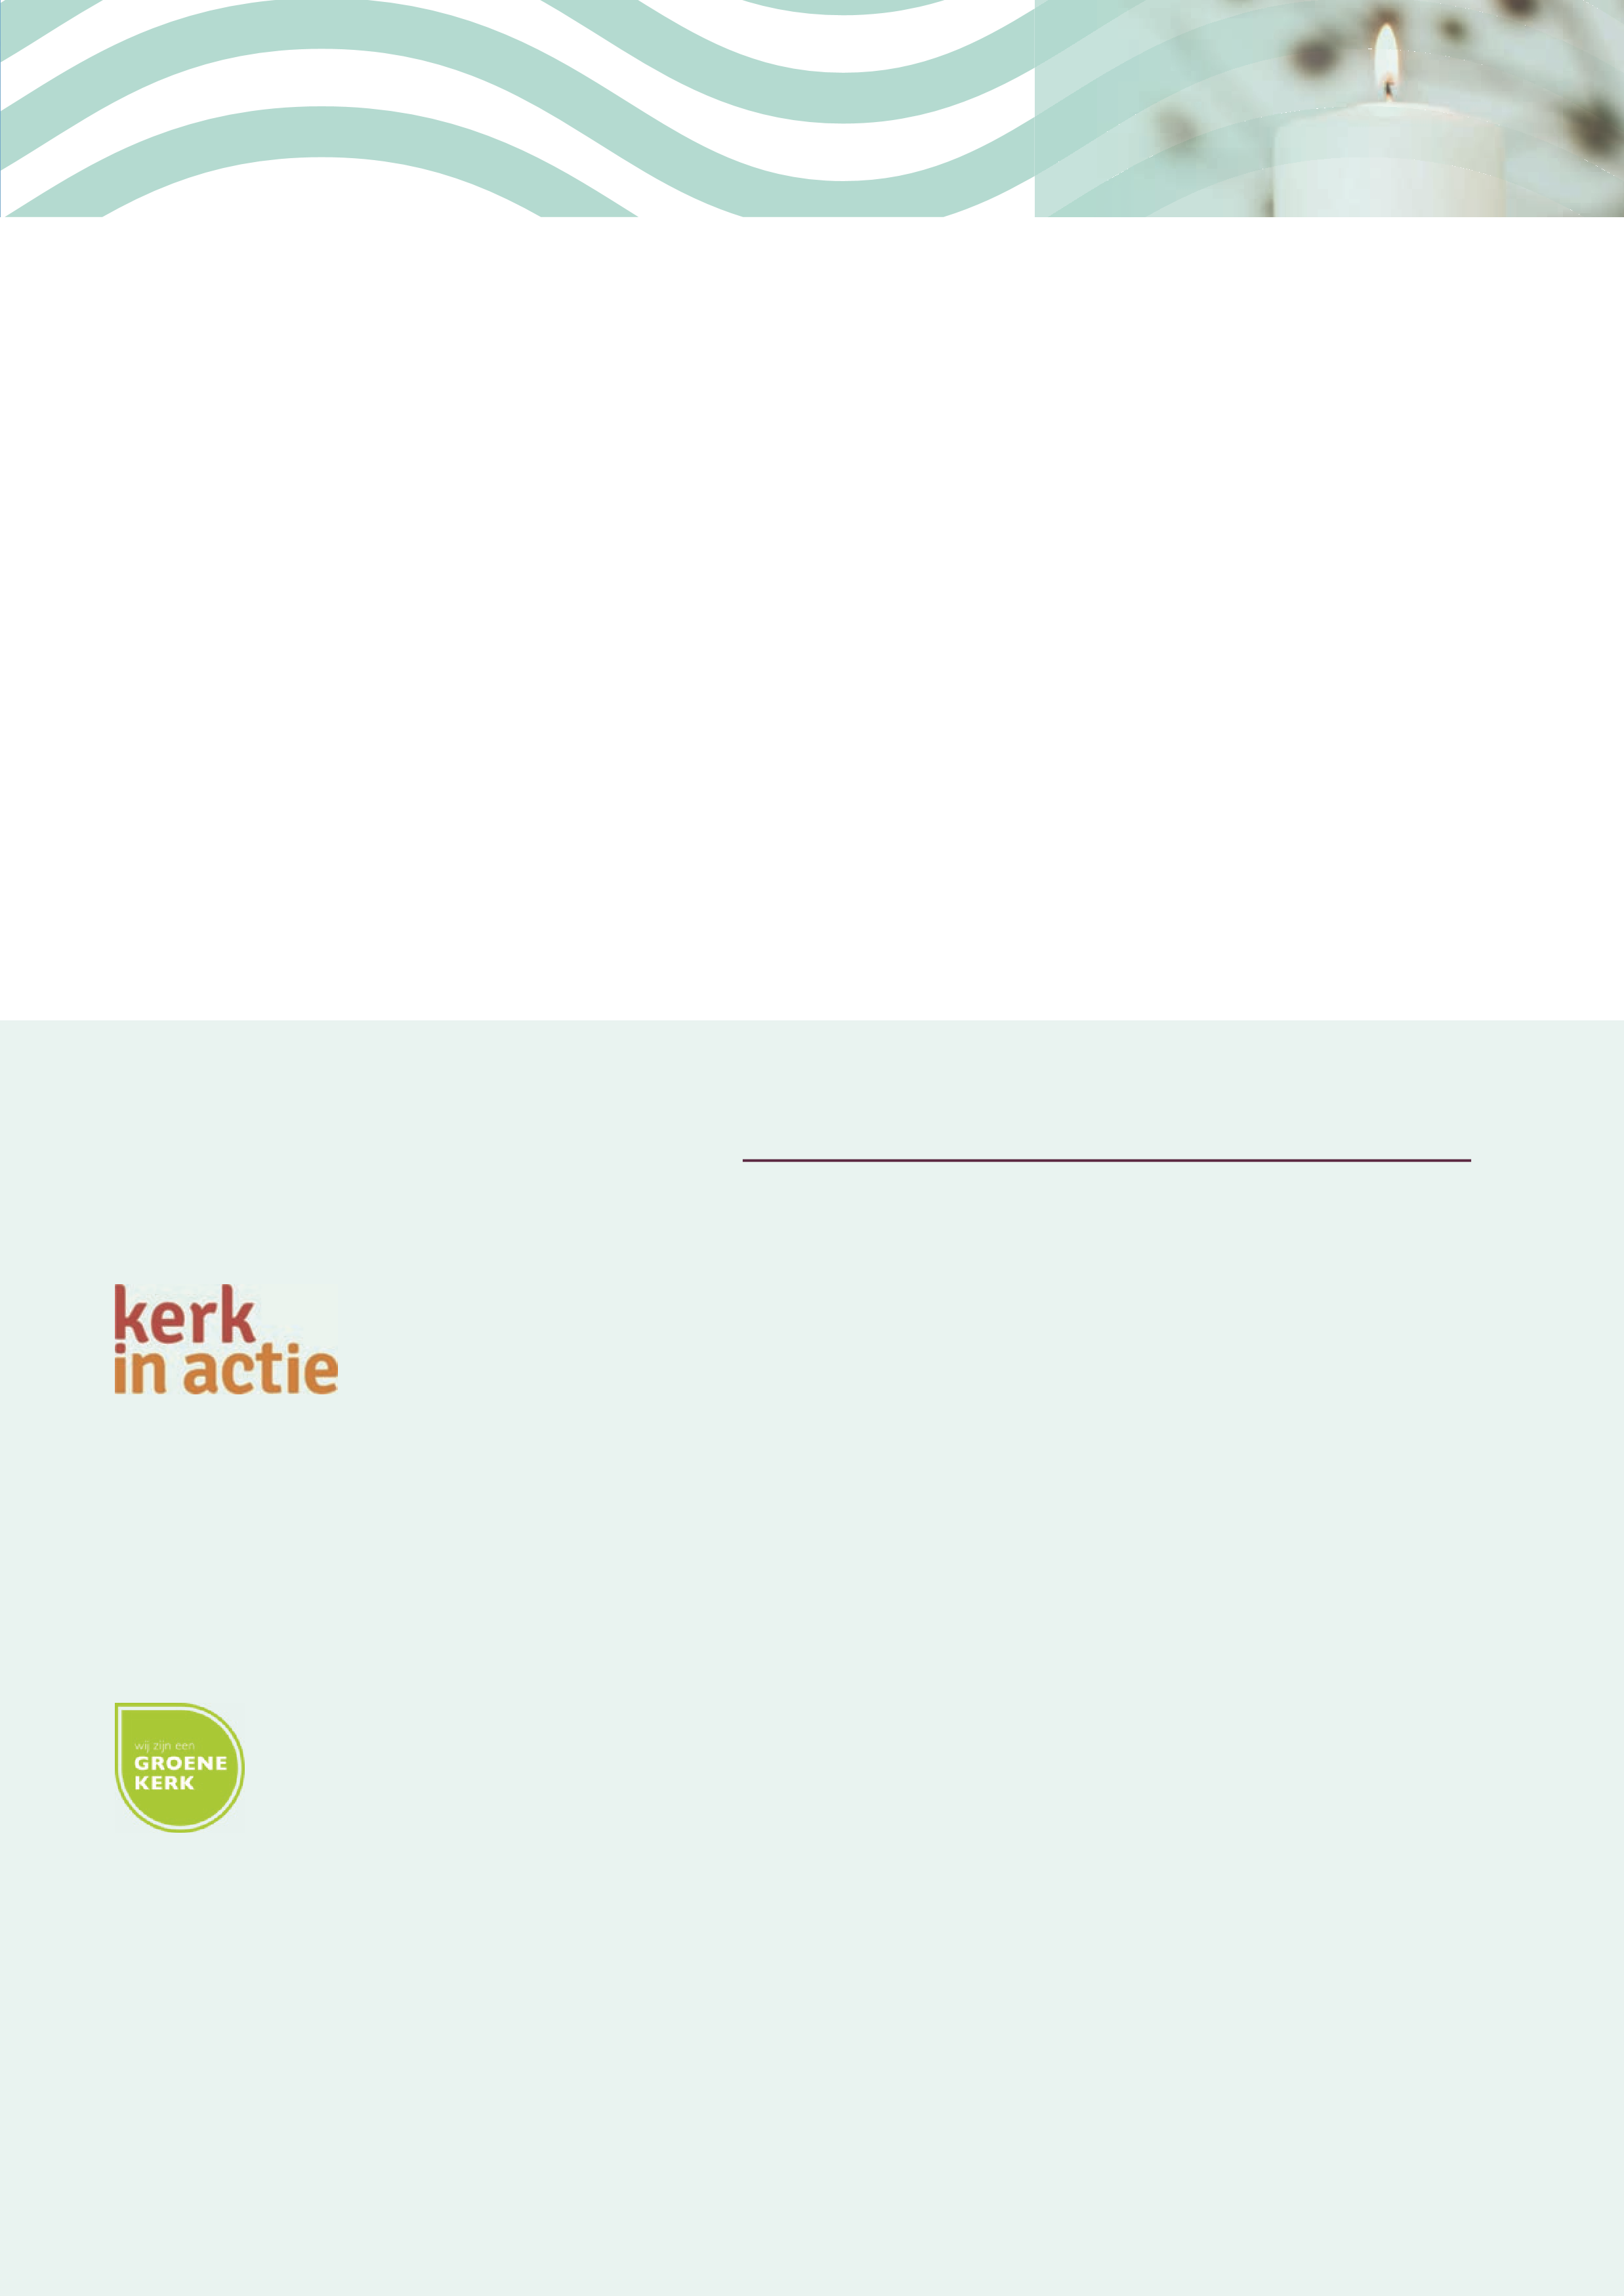 kerk
in actie
wij zijn een
GROENE
KERK